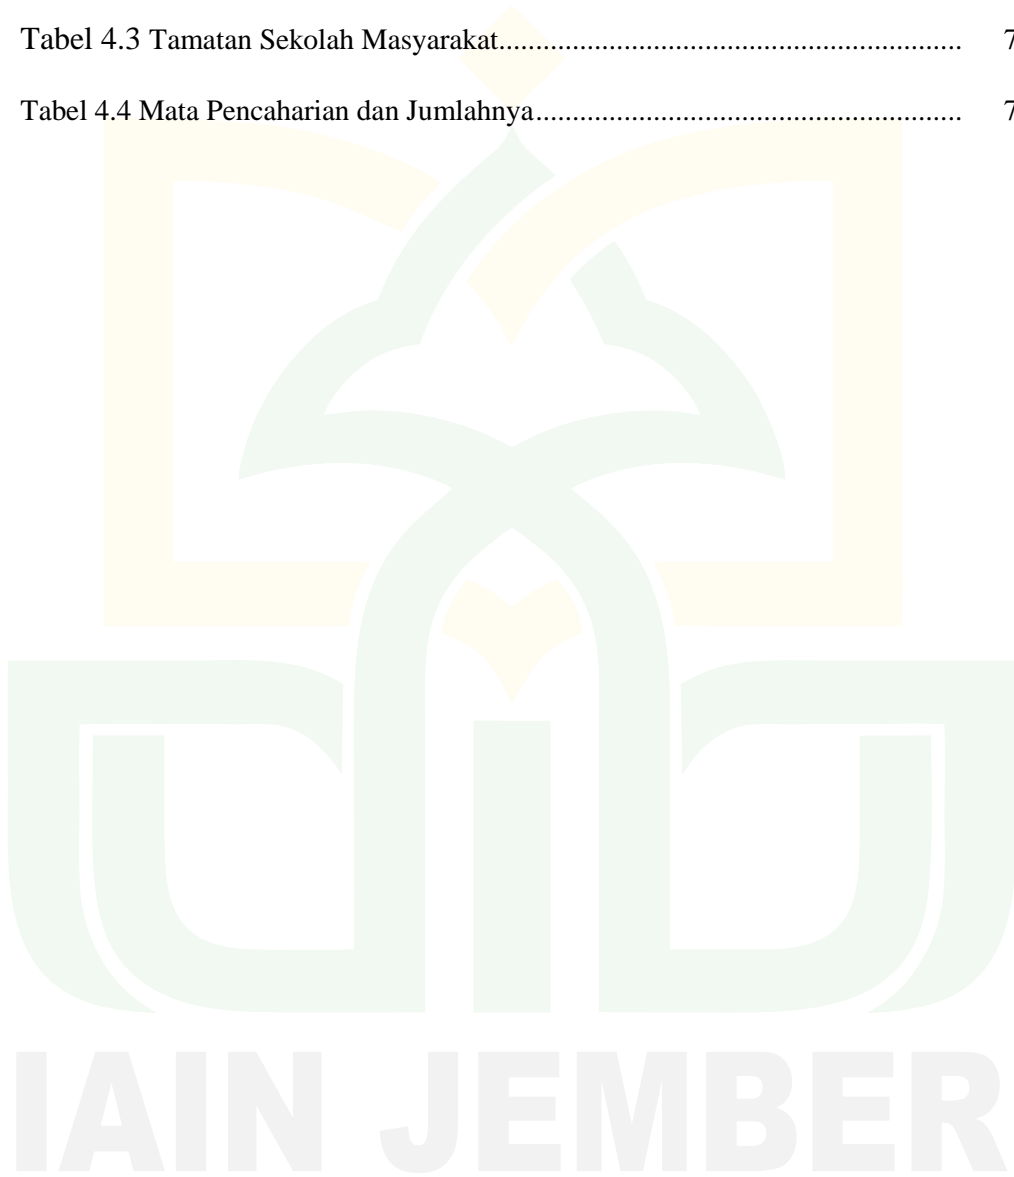 Tabel 4.3 Tamatan Sekolah Masyarakat............................................................... 7
Tabel 4.4 Mata Pencaharian dan Jumlahnya.......................................................... 7
IAIN JEMBER